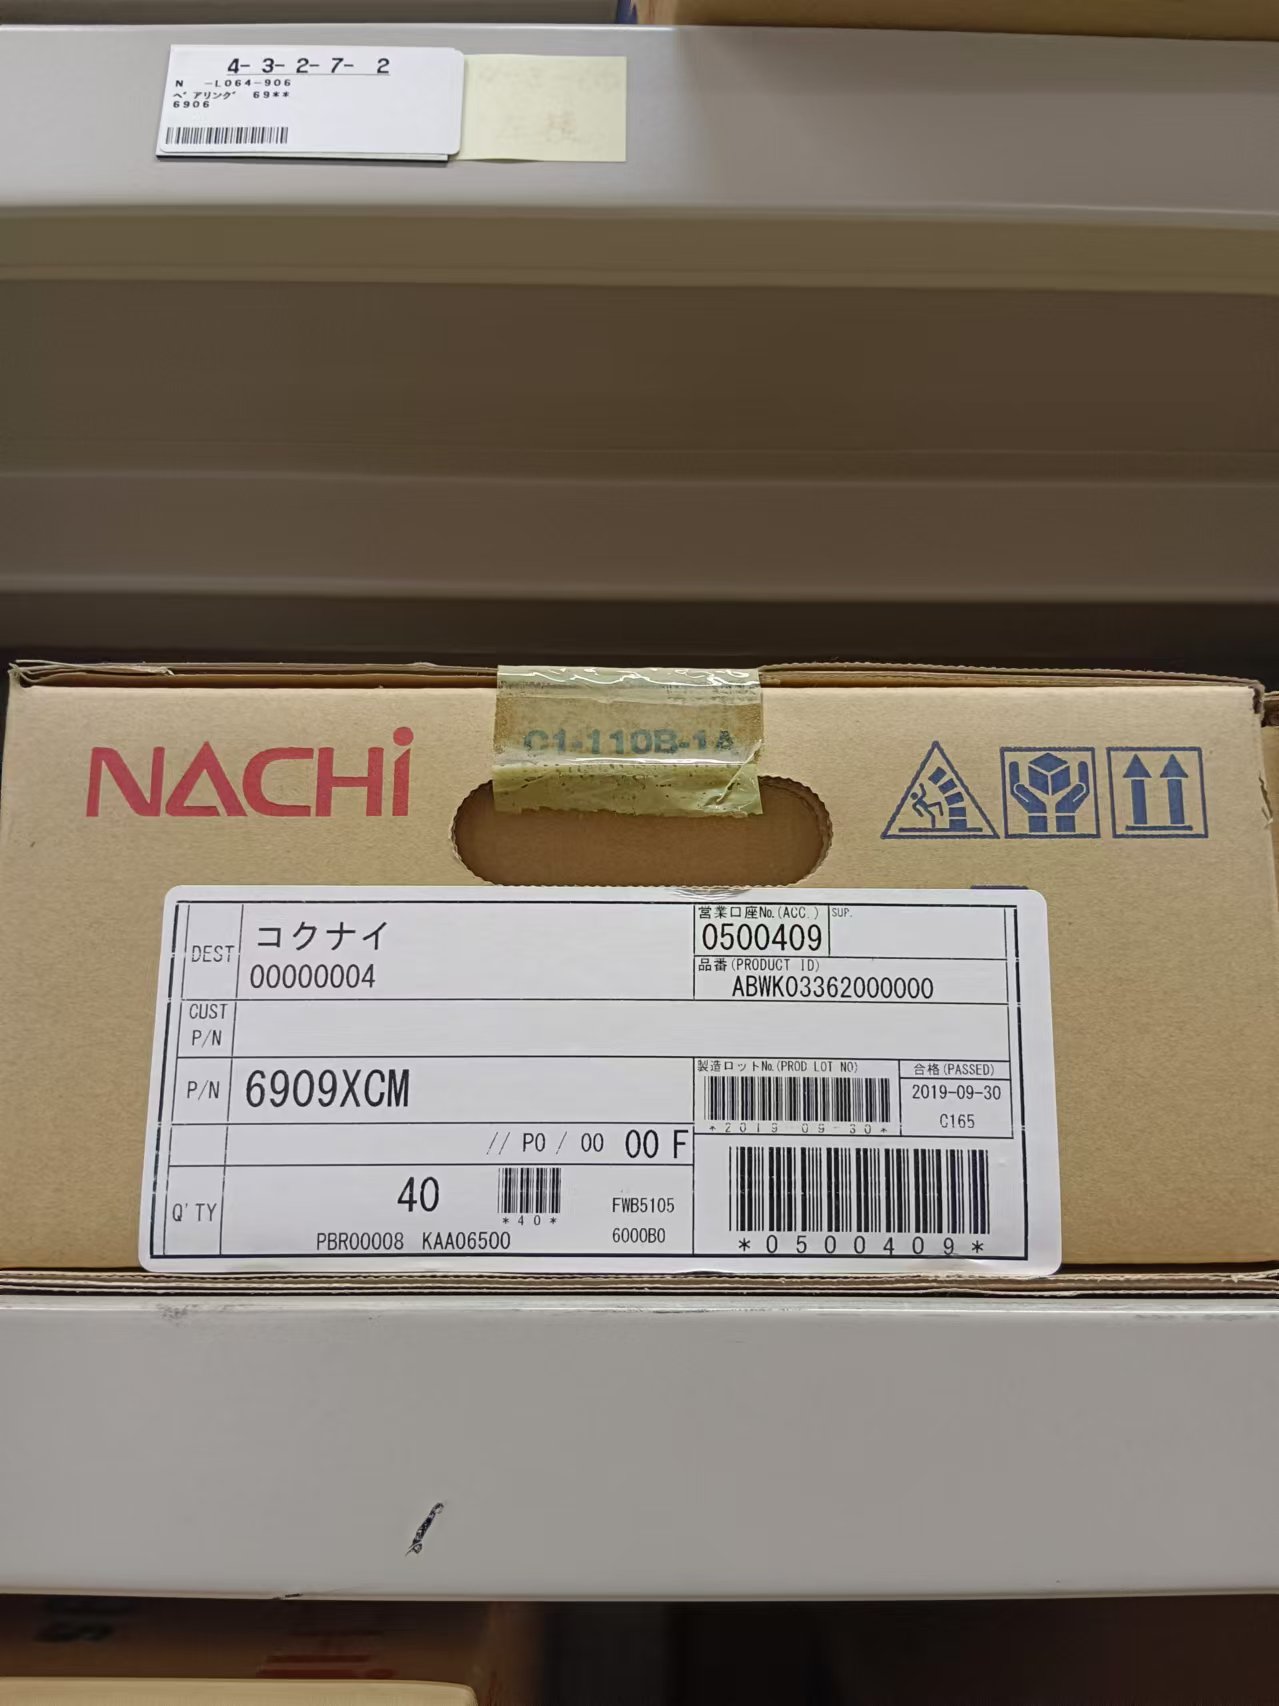 4-3-2-7- 2
N -L064-906
ﾍﾞｱﾘﾝｸﾞ 69**
6906
C1-110B-1A
NACHi
DEST
コクナイ
00000004
営業口座No.(ACC.)
0500409
SUP.
品番(PRODUCT ID)
ABWK03362000000
CUST
P/N
P/N
6909XCM
製造ロットNo.(PROD LOT NO)
*2019-09-30*
合格(PASSED)
2019-09-30
C165
// P0 / 00 00 F
Q'TY
40
*40*
FWB5105
PBR00008 KAA06500
6000B0
*0500409*